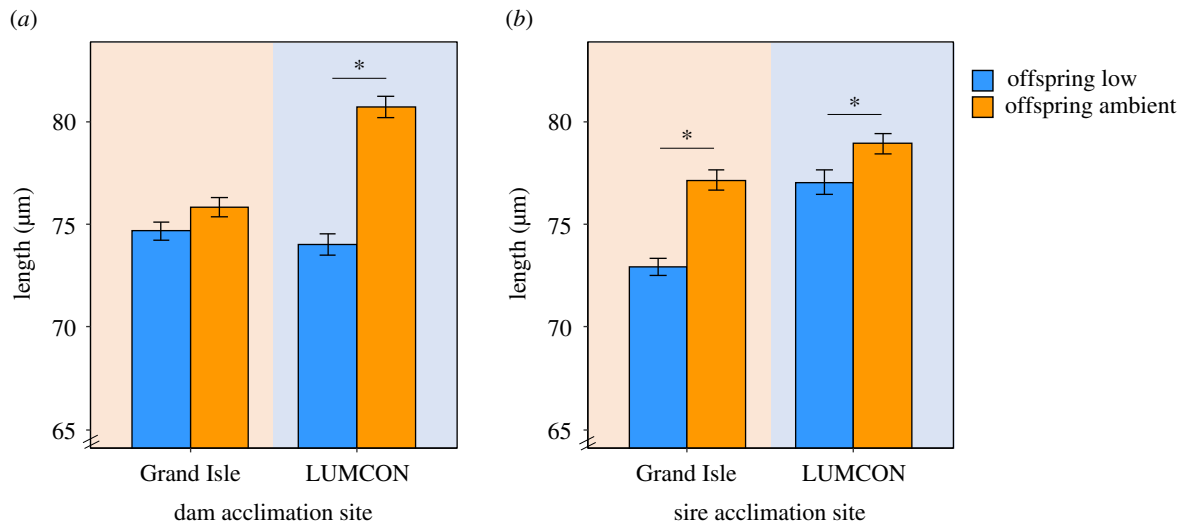 (a)
*
80
75
70
65
length (µm)
Grand Isle
LUMCON
dam acclimation site
(b)
*
*
80
75
70
65
length (µm)
Grand Isle
LUMCON
sire acclimation site
offspring low
offspring ambient